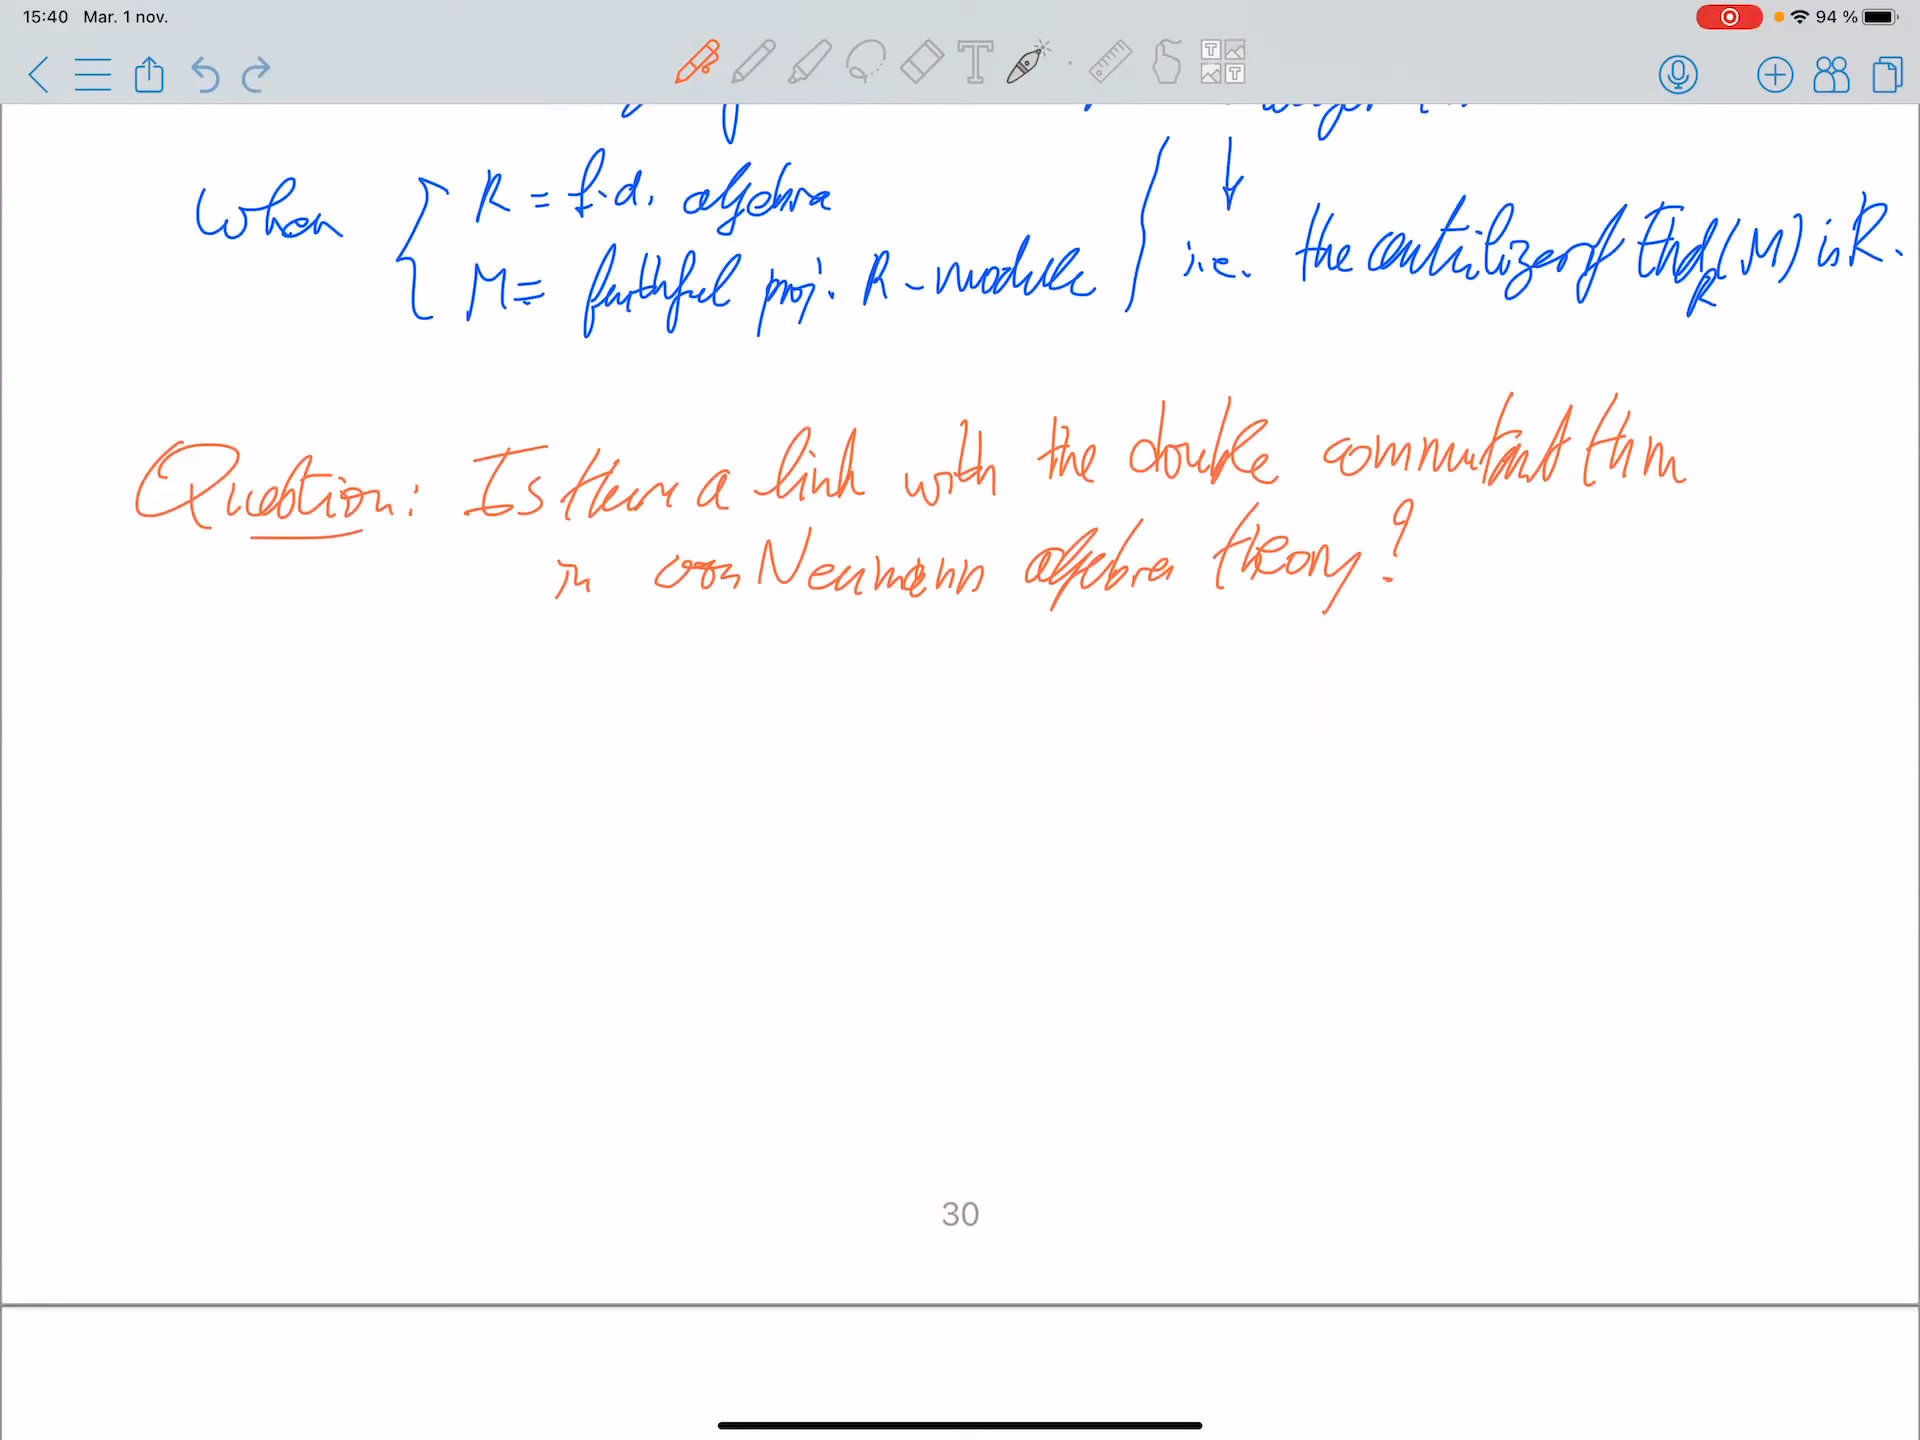 15:40 Mar. 1 nov. 94 %
When { R = f.d. algebra
M = faithful proj. R-module } i.e. the centralizer of End_R(M) is R.
Question: Is there a link with the double commutant thm
in von Neumann algebra theory?
30